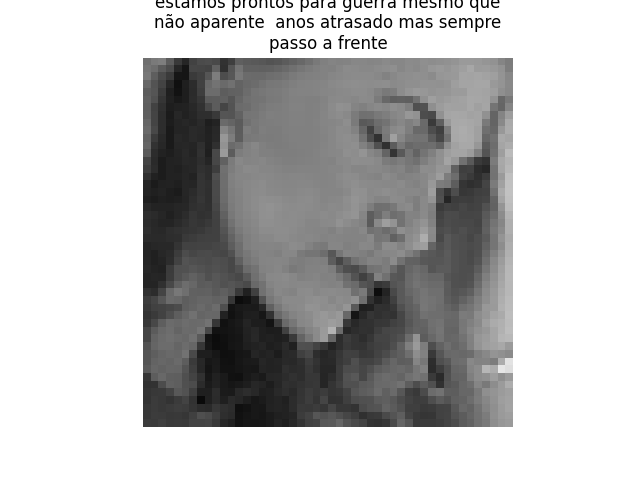 estamos prontos para guerra mesmo que
não aparente  anos atrasado mas sempre
passo a frente